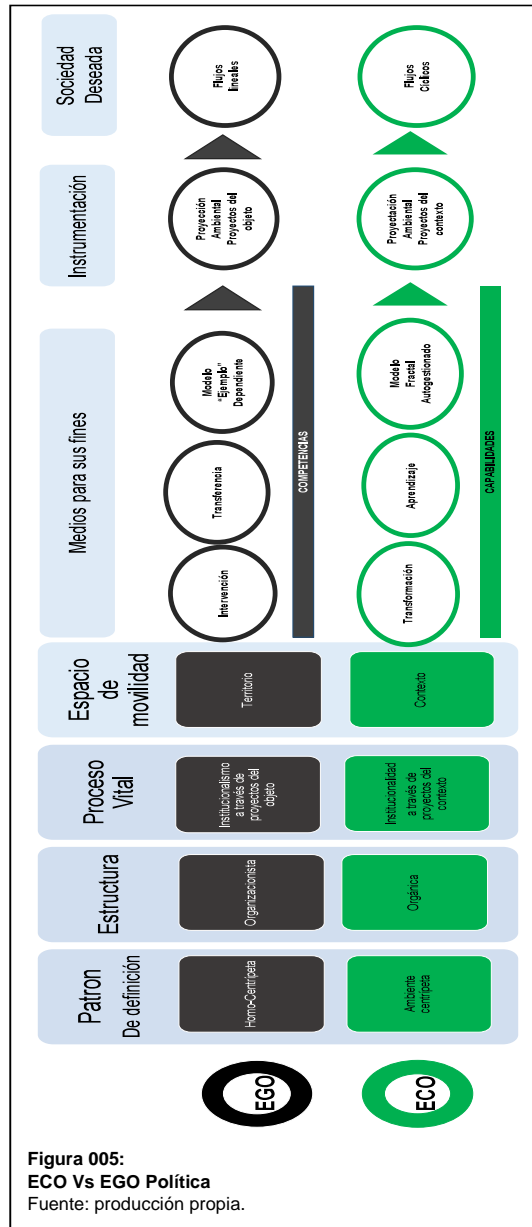 Patron
De definición
Estructura
Proceso
Vital
Espacio
de
movilidad
Medios para sus fines
Instrumentación
Sociedad
Deseada
EGO
Homo-Centrípeta
Organizacionista
Institucionalismo
a través de
proyectos del
objeto
Territorio
Intervención
Transferencia
Modelo
"Ejemplo"
Dependiente
COMPETENCIAS
Proyección
Ambiental
Proyectos del
objeto
Flujos
lineales
ECO
Ambiente
centrípeta
Orgánica
Institucionalidad
a través de
proyectos del
contexto
Contexto
Transformación
Aprendizaje
Modelo
Fractal
Autogestionado
CAPABILIDADES
Proyectación
Ambiental
Proyectos del
contexto
Flujos
Cíclicos
Figura 005:
ECO Vs EGO Política
Fuente: producción propia.